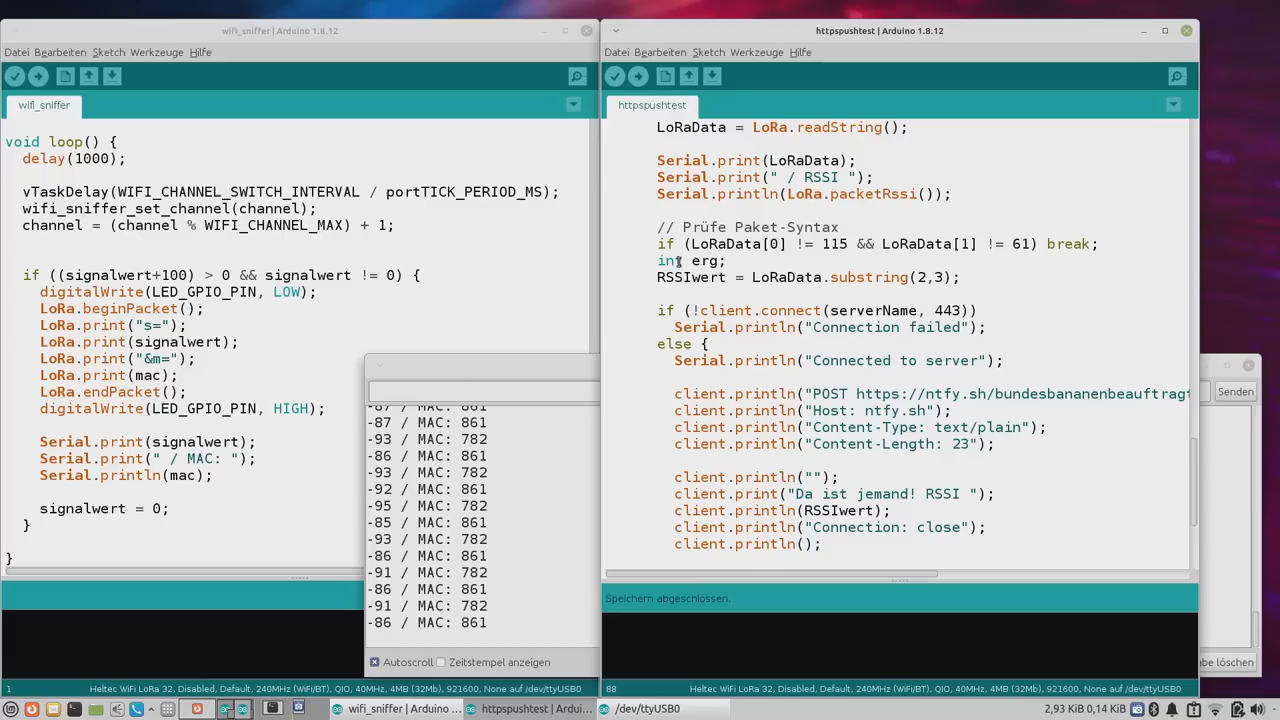 wifi_sniffer | Arduino 1.8.12
Datei Bearbeiten Sketch Werkzeuge Hilfe
wifi_sniffer
void loop() {
delay(1000);
vTaskDelay(WIFI_CHANNEL_SWITCH_INTERVAL / portTICK_PERIOD_MS);
wifi_sniffer_set_channel(channel);
channel = (channel % WIFI_CHANNEL_MAX) + 1;
if ((signalwert+100) > 0 && signalwert != 0) {
digitalWrite(LED_GPIO_PIN, LOW);
LoRa.beginPacket();
LoRa.print("s=");
LoRa.print(signalwert);
LoRa.print("&m=");
LoRa.print(mac);
LoRa.endPacket();
digitalWrite(LED_GPIO_PIN, HIGH);
Serial.print(signalwert);
Serial.print(" / MAC: ");
Serial.println(mac);
signalwert = 0;
}
}
1
Heltec WiFi LoRa 32, Disabled, Default, 240MHz (WiFi/BT), QIO, 40MHz, 4MB (32Mb), 921600, None auf /dev/ttyUSB0
httpspushtest | Arduino 1.8.12
Datei Bearbeiten Sketch Werkzeuge Hilfe
httpspushtest
LoRaData = LoRa.readString();
Serial.print(LoRaData);
Serial.print(" / RSSI ");
Serial.println(LoRa.packetRssi());
// Prüfe Paket-Syntax
if (LoRaData[0] != 115 && LoRaData[1] != 61) break;
int erg;
RSSIwert = LoRaData.substring(2,3);
if (!client.connect(serverName, 443))
Serial.println("Connection failed");
else {
Serial.println("Connected to server");
client.println("POST https://ntfy.sh/bundesbananenbeauftragt
client.println("Host: ntfy.sh");
client.println("Content-Type: text/plain");
client.println("Content-Length: 23");
client.println("");
client.print("Da ist jemand! RSSI ");
client.println(RSSIwert);
client.println("Connection: close");
client.println();
Speichern abgeschlossen.
88
Heltec WiFi LoRa 32, Disabled, Default, 240MHz (WiFi/BT), QIO, 40MHz, 4MB (32Mb), 921600, None auf /dev/ttyUSB0
-87 / MAC: 861
-87 / MAC: 861
-93 / MAC: 782
-86 / MAC: 861
-93 / MAC: 782
-92 / MAC: 861
-95 / MAC: 782
-85 / MAC: 861
-93 / MAC: 782
-86 / MAC: 861
-91 / MAC: 782
-86 / MAC: 861
-91 / MAC: 782
-86 / MAC: 861
Autoscroll Zeitstempel anzeigen
Senden
be löschen
wifi_sniffer | Arduino ...
httpspushtest | Ardui...
/dev/ttyUSB0
2,93 KiB 0,14 KiB